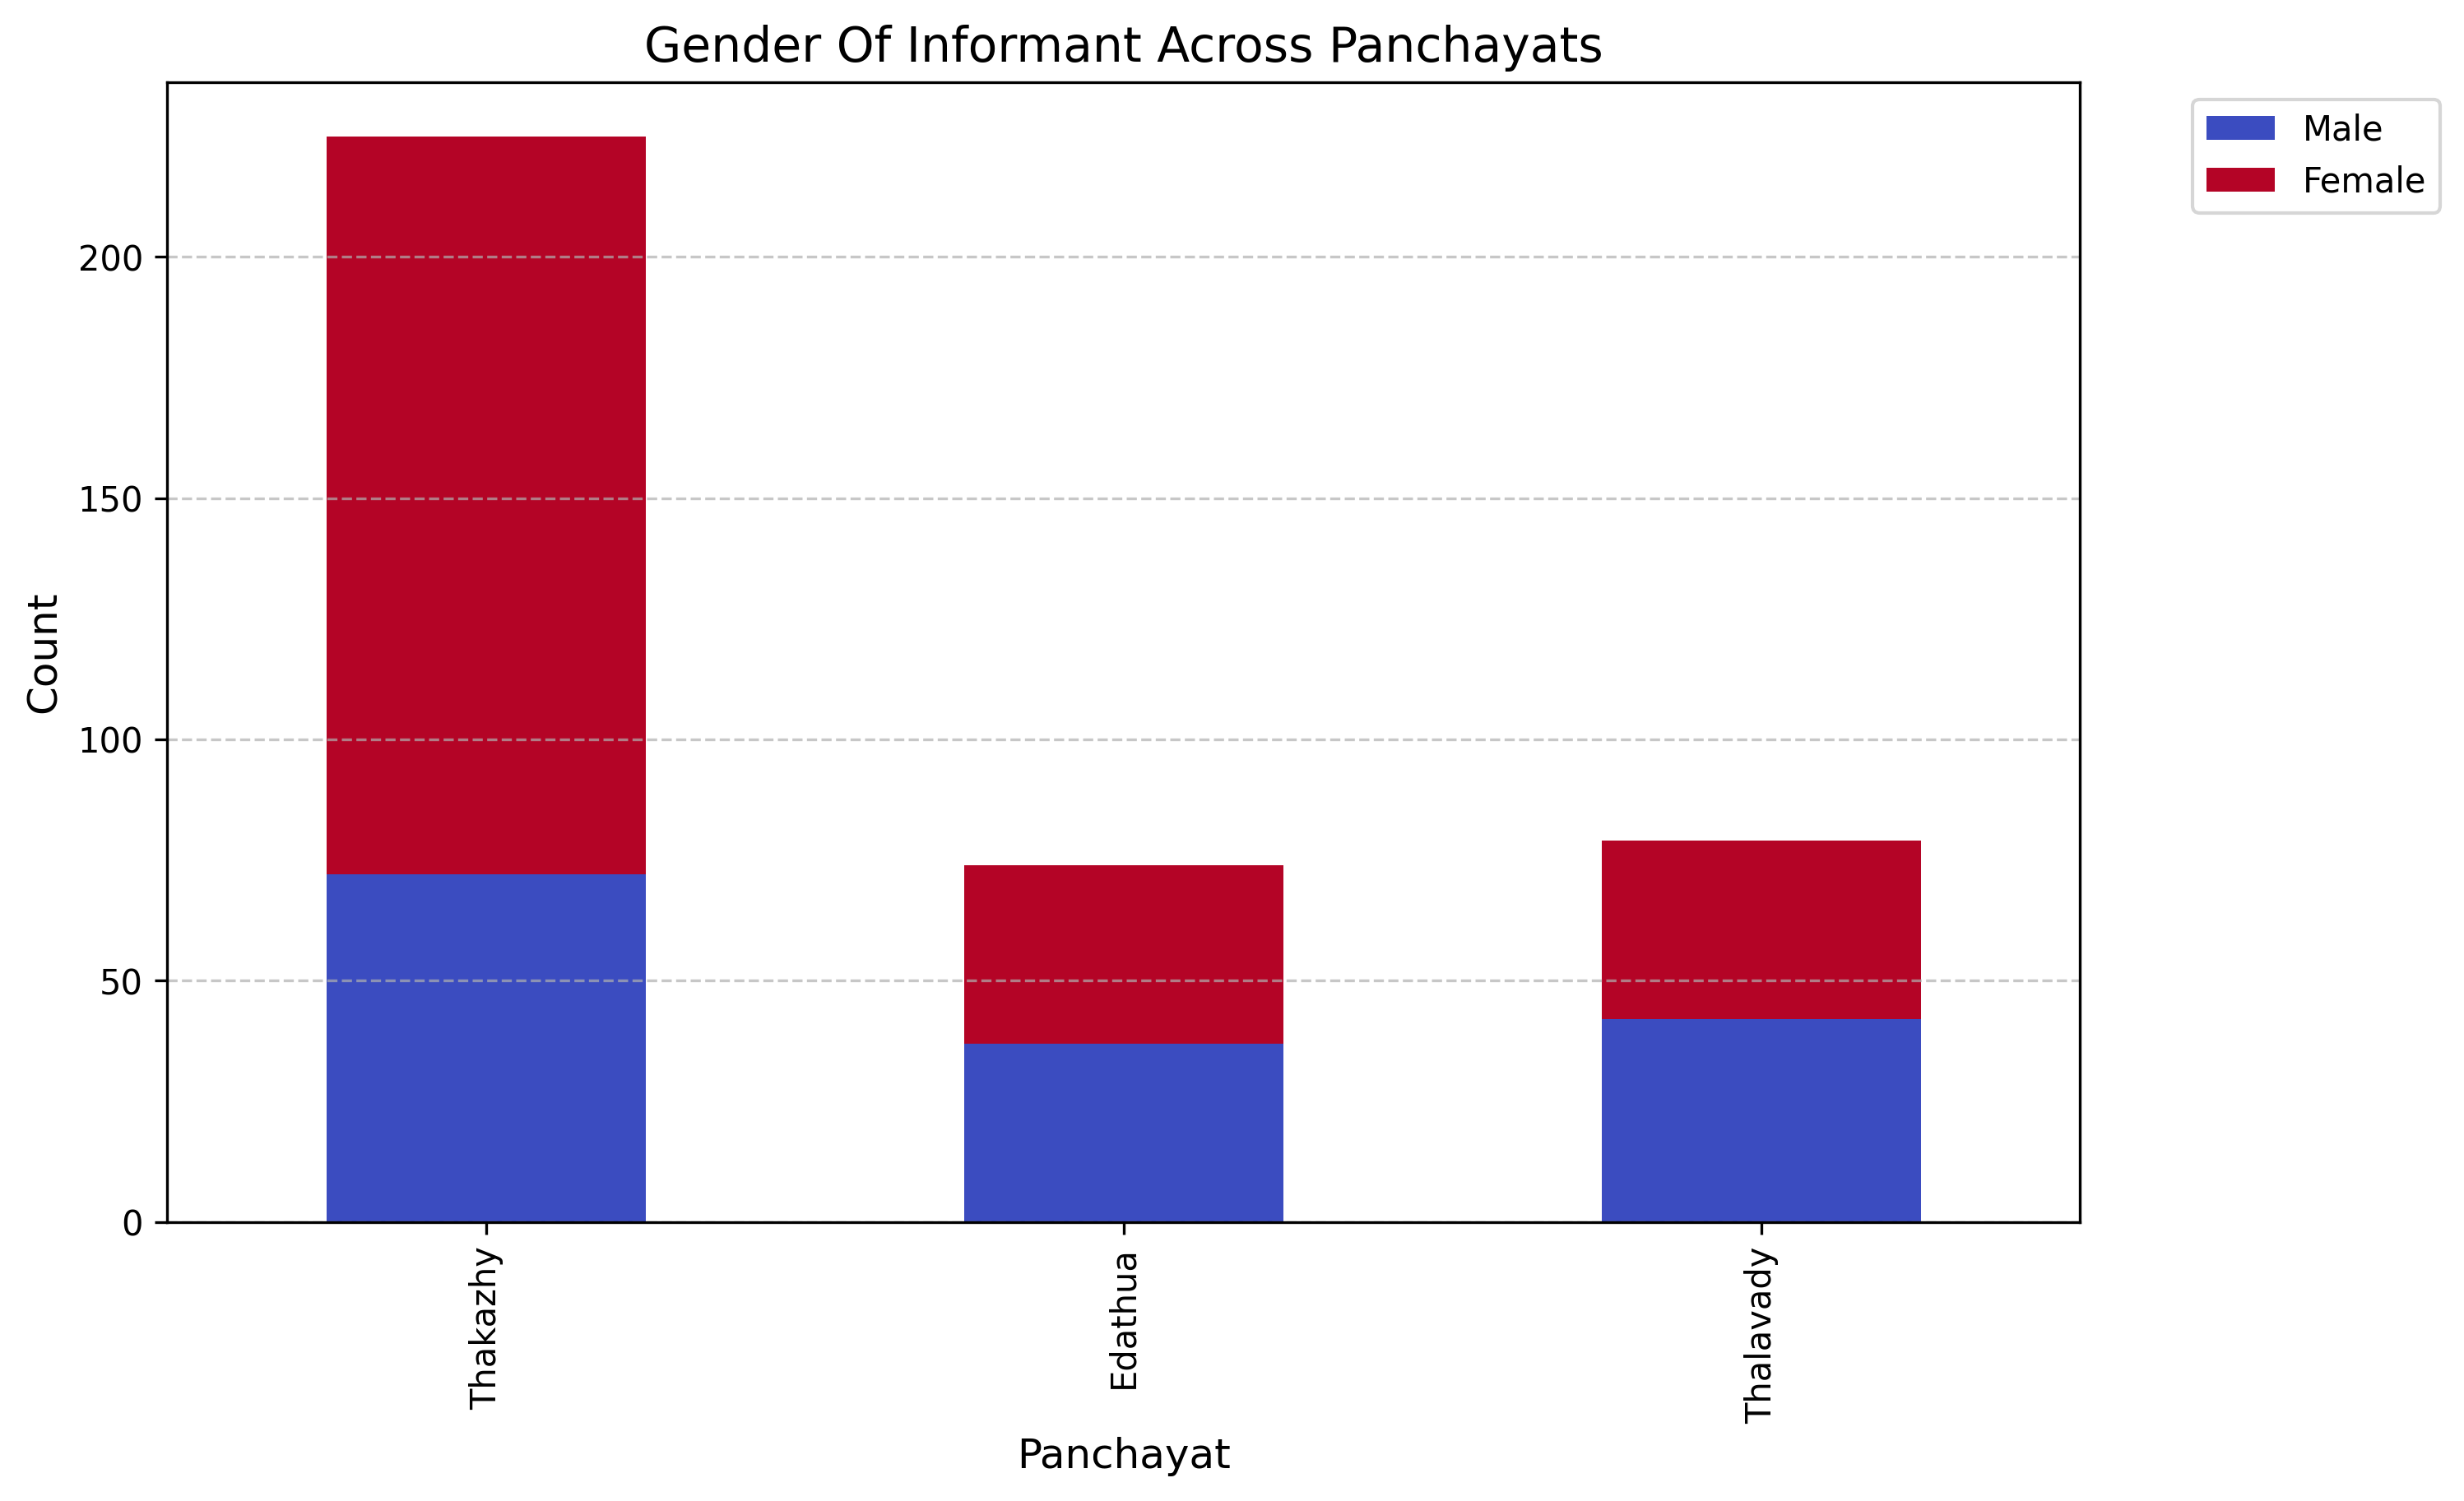 Gender Of Informant Across Panchayats
Male
Female
200
150
100
50
0
Count
Thakazhy
Edathua
Thalavady
Panchayat